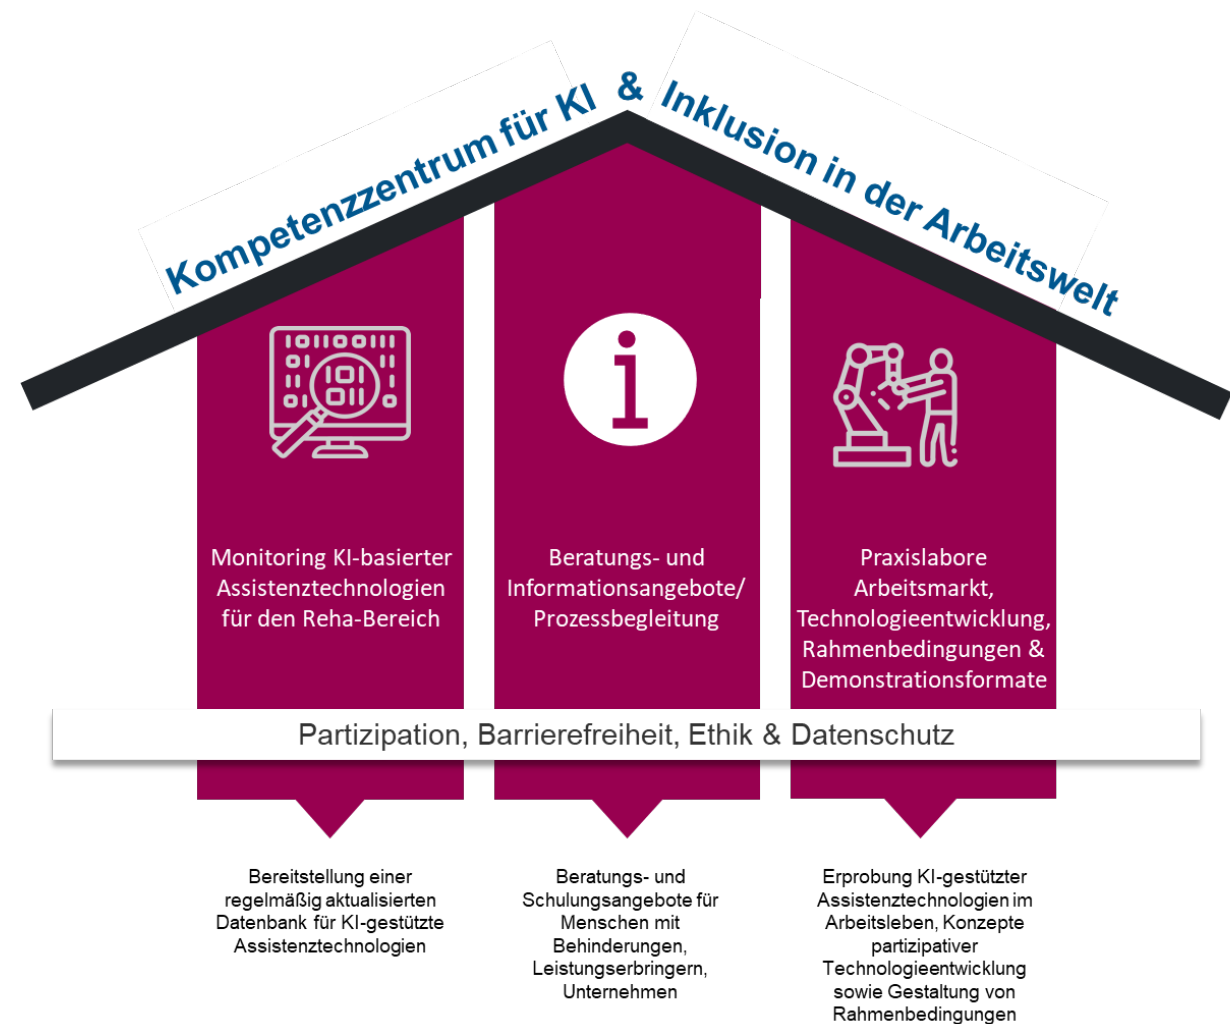 Kompetenzzentrum für KI & Inklusion in der Arbeitswelt
Monitoring KI-basierter
Assistenztechnologien
für den Reha-Bereich
Beratungs- und
Informationsangebote/
Prozessbegleitung
Praxislabore
Arbeitsmarkt,
Technologieentwicklung,
Rahmenbedingungen &
Demonstrationsformate
Partizipation, Barrierefreiheit, Ethik & Datenschutz
Bereitstellung einer
regelmäßig aktualisierten
Datenbank für KI-gestützte
Assistenztechnologien
Beratungs- und
Schulungsangebote für
Menschen mit
Behinderungen,
Leistungserbringern,
Unternehmen
Erprobung KI-gestützter
Assistenztechnologien im
Arbeitsleben, Konzepte
partizipativer
Technologieentwicklung
sowie Gestaltung von
Rahmenbedingungen